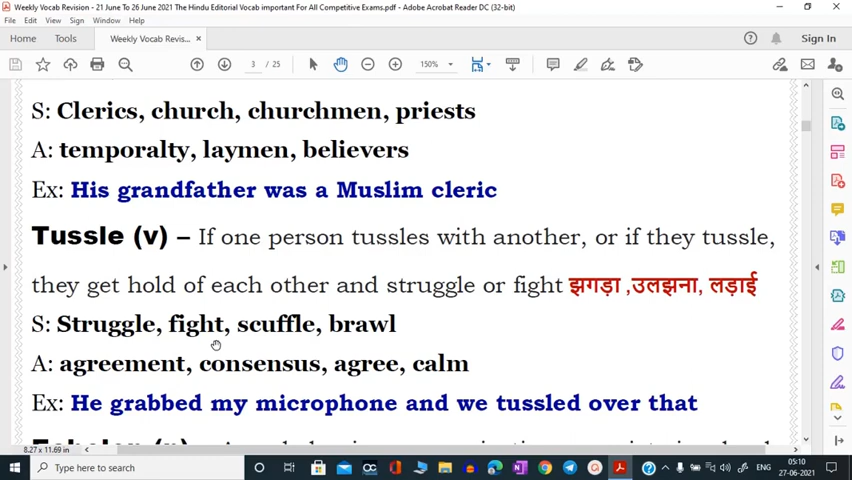 Weekly Vocab Revision - 21 June To 26 June 2021 The Hindu Editorial Vocab important For All Competitive Exams.pdf - Adobe Acrobat Reader DC (32-bit)
File Edit View Sign Window Help
Home Tools Weekly Vocab Revis... × Sign In
3 / 25 150%
S: Clerics, church, churchmen, priests
A: temporalty, laymen, believers
Ex: His grandfather was a Muslim cleric
Tussle (v) – If one person tussles with another, or if they tussle,
they get hold of each other and struggle or fight झगड़ा ,उलझना, लड़ाई
S: Struggle, fight, scuffle, brawl
A: agreement, consensus, agree, calm
Ex: He grabbed my microphone and we tussled over that
8.27 x 11.69 in
Type here to search ENG 05:10
27-06-2021